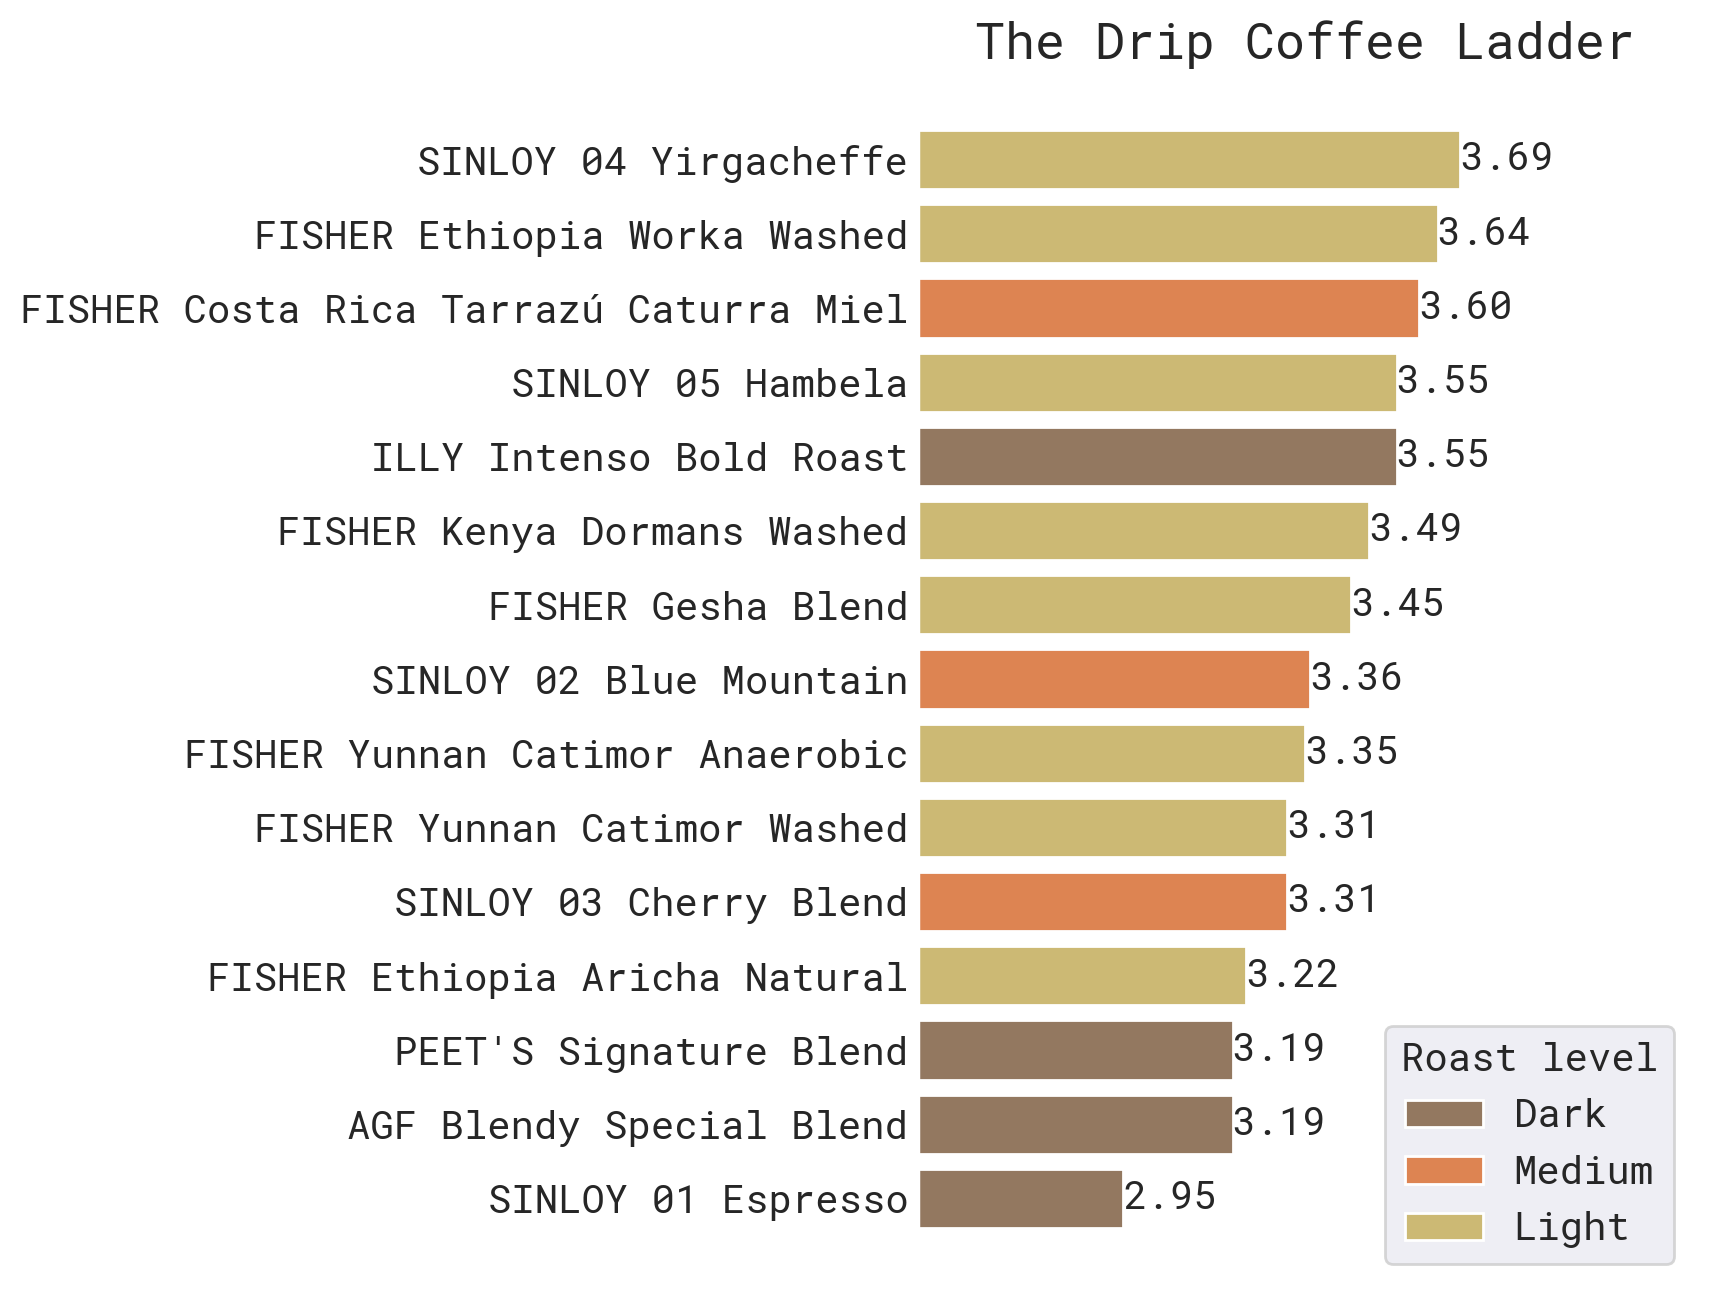 The Drip Coffee Ladder
SINLOY 04 Yirgacheffe 3.69
FISHER Ethiopia Worka Washed 3.64
FISHER Costa Rica Tarrazú Caturra Miel 3.60
SINLOY 05 Hambela 3.55
ILLY Intenso Bold Roast 3.55
FISHER Kenya Dormans Washed 3.49
FISHER Gesha Blend 3.45
SINLOY 02 Blue Mountain 3.36
FISHER Yunnan Catimor Anaerobic 3.35
FISHER Yunnan Catimor Washed 3.31
SINLOY 03 Cherry Blend 3.31
FISHER Ethiopia Aricha Natural 3.22
PEET'S Signature Blend 3.19
AGF Blendy Special Blend 3.19
SINLOY 01 Espresso 2.95
Roast level
Dark
Medium
Light